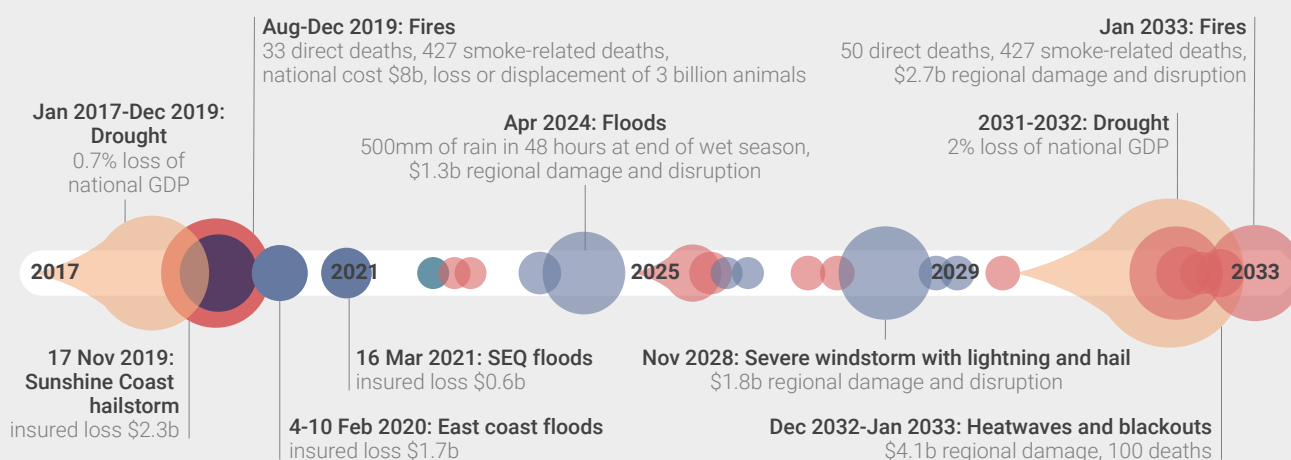 Aug-Dec 2019: Fires
33 direct deaths, 427 smoke-related deaths,
national cost $8b, loss or displacement of 3 billion animals
Jan 2033: Fires
50 direct deaths, 427 smoke-related deaths,
$2.7b regional damage and disruption
Jan 2017-Dec 2019:
Drought
0.7% loss of
national GDP
Apr 2024: Floods
500mm of rain in 48 hours at end of wet season,
$1.3b regional damage and disruption
2031-2032: Drought
2% loss of national GDP
2017
2021
2025
2029
2033
17 Nov 2019:
Sunshine Coast
hailstorm
insured loss $2.3b
16 Mar 2021: SEQ floods
insured loss $0.6b
Nov 2028: Severe windstorm with lightning and hail
$1.8b regional damage and disruption
4-10 Feb 2020: East coast floods
insured loss $1.7b
Dec 2032-Jan 2033: Heatwaves and blackouts
$4.1b regional damage, 100 deaths